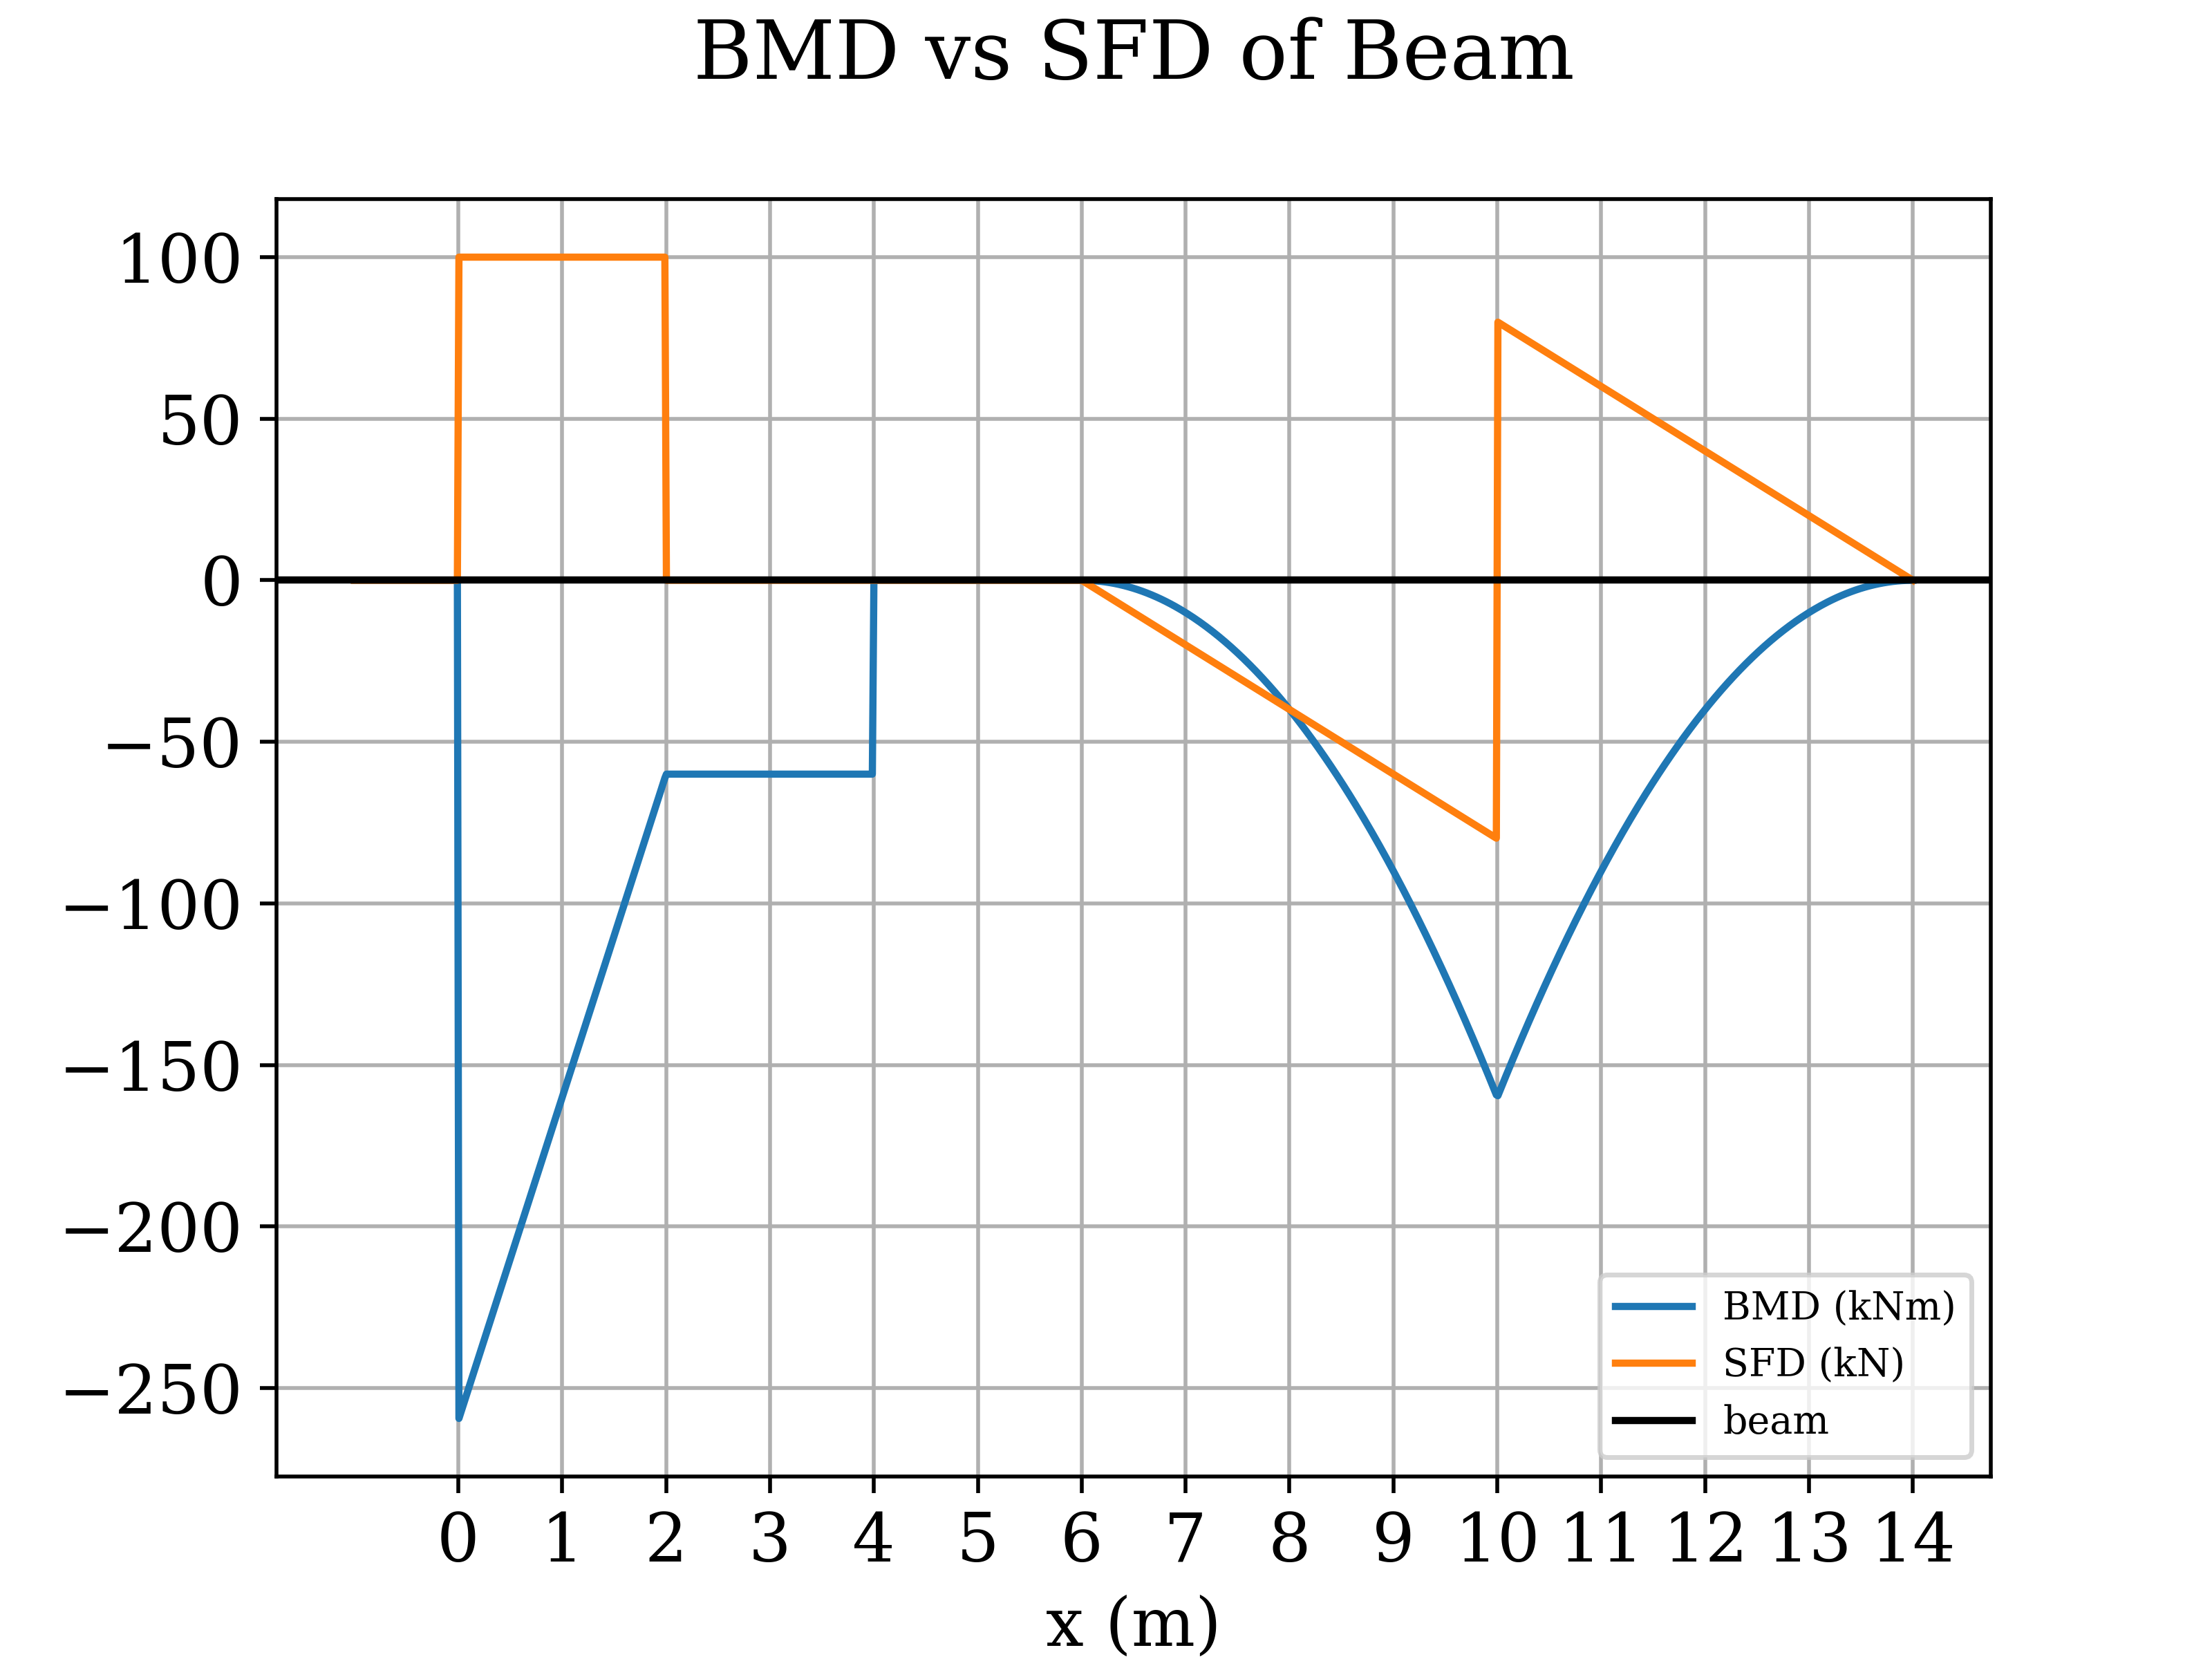 BMD vs SFD of Beam
100
50
0
−50
−100
−150
−200
−250
BMD (kNm)
SFD (kN)
beam
0 1 2 3 4 5 6 7 8 9 10 11 12 13 14
x (m)